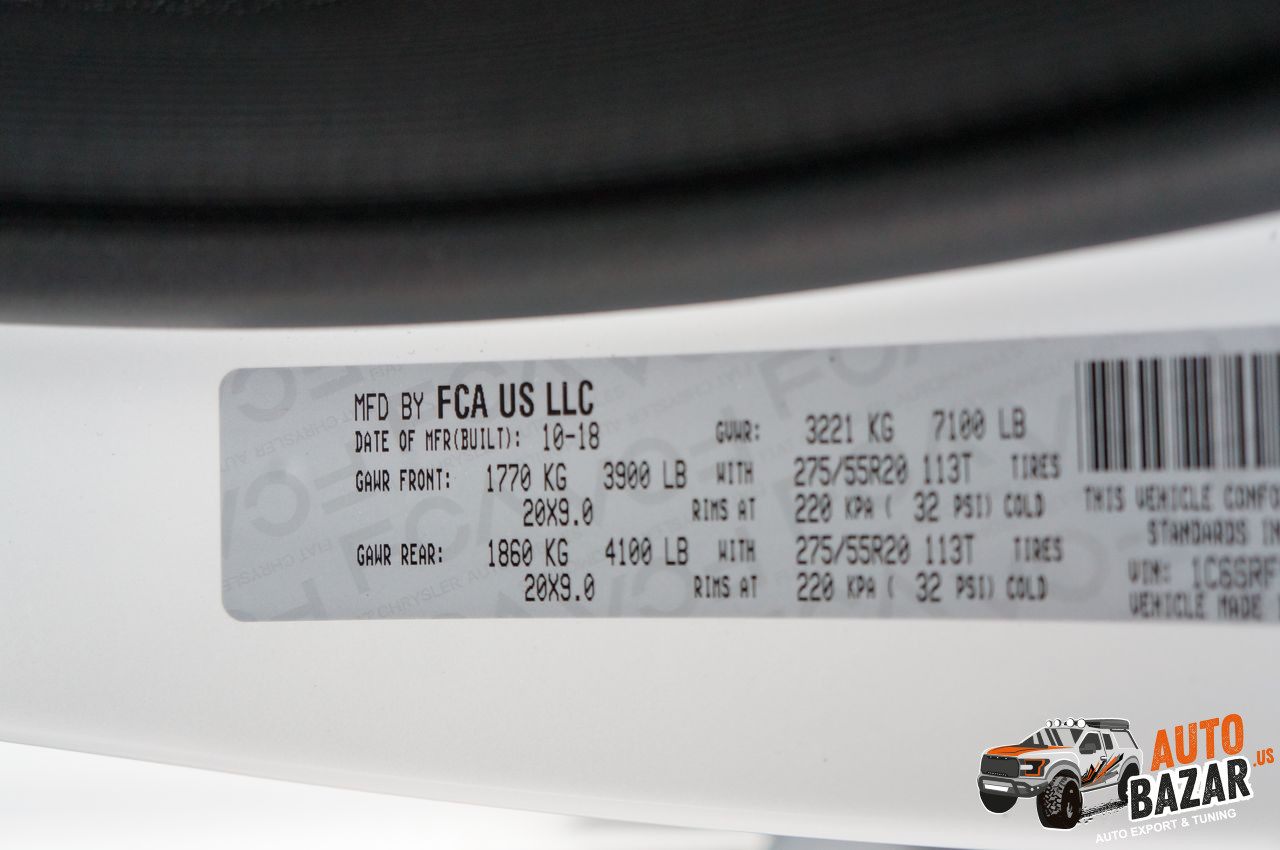 MFD BY FCA US LLC
DATE OF MFR(BUILT): 10-18 GVWR: 3221 KG 7100 LB
GAWR FRONT: 1770 KG 3900 LB WITH 275/55R20 113T TIRES
20X9.0 RIMS AT 220 KPA ( 32 PSI) COLD
GAWR REAR: 1860 KG 4100 LB WITH 275/55R20 113T TIRES
20X9.0 RIMS AT 220 KPA ( 32 PSI) COLD
THIS VEHICLE CONFO
STANDARDS IN
VIN: 1C6SRF
VEHICLE MADE
AUTO
BAZAR.US
AUTO EXPORT & TUNING